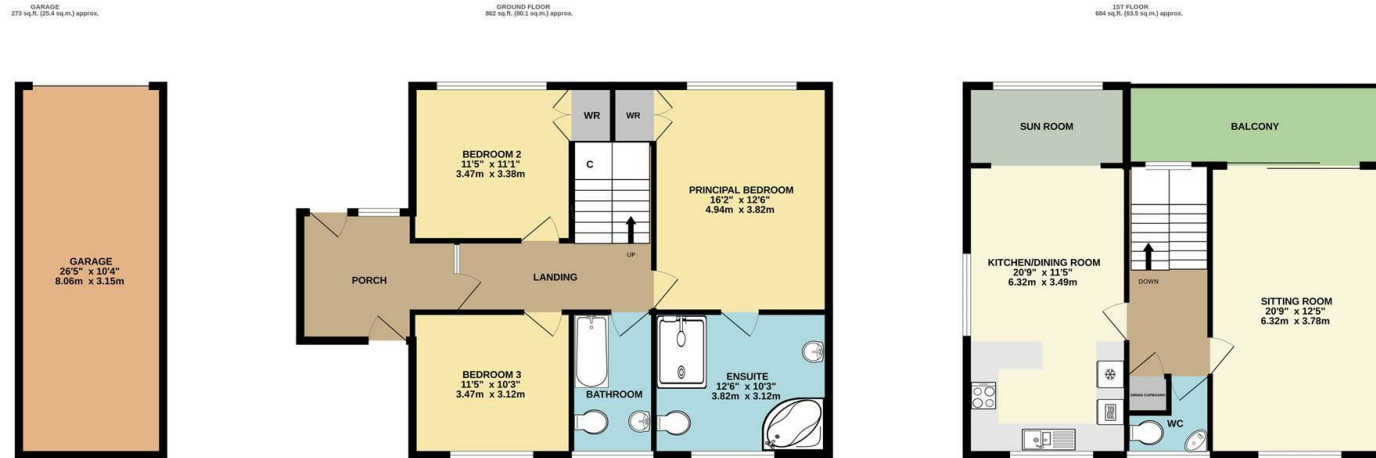 GARAGE
273 sq.ft. (25.4 sq.m.) approx.
GROUND FLOOR
862 sq.ft. (80.1 sq.m.) approx.
1ST FLOOR
684 sq.ft. (63.5 sq.m.) approx.
GARAGE
26'5" x 10'4"
8.06m x 3.15m
BEDROOM 2
11'5" x 11'1"
3.47m x 3.38m
WR
WR
C
UP
PRINCIPAL BEDROOM
16'2" x 12'6"
4.94m x 3.82m
PORCH
LANDING
BEDROOM 3
11'5" x 10'3"
3.47m x 3.12m
BATHROOM
ENSUITE
12'6" x 10'3"
3.82m x 3.12m
SUN ROOM
BALCONY
KITCHEN/DINING ROOM
20'9" x 11'5"
6.32m x 3.49m
DOWN
SITTING ROOM
20'9" x 12'5"
6.32m x 3.78m
AIRING CUPBOARD
WC